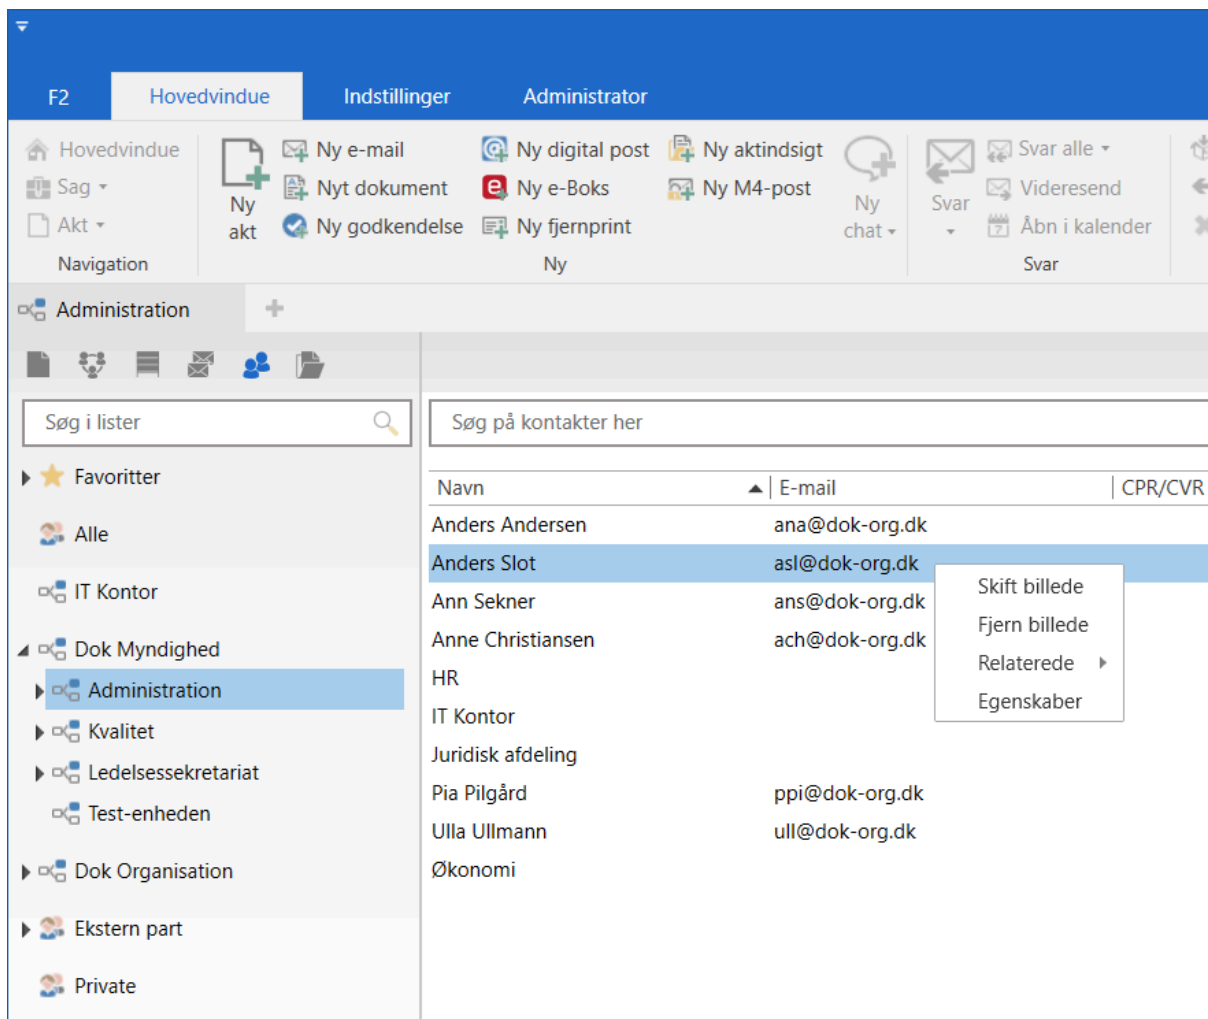 F2 Hovedvindue Indstillinger Administrator
Hovedvindue
Sag
Akt
Navigation
Ny akt
Ny e-mail
Nyt dokument
Ny godkendelse
Ny digital post
Ny e-Boks
Ny fjernprint
Ny aktindsigt
Ny M4-post
Ny chat
Ny
Svar
Svar alle
Videresend
Åbn i kalender
Svar
Administration
Søg i lister
Favoritter
Alle
IT Kontor
Dok Myndighed
Administration
Kvalitet
Ledelsessekretariat
Test-enheden
Dok Organisation
Ekstern part
Private
Søg på kontakter her
Navn E-mail CPR/CVR
Anders Andersen ana@dok-org.dk
Anders Slot asl@dok-org.dk
Ann Sekner ans@dok-org.dk
Anne Christiansen ach@dok-org.dk
HR
IT Kontor
Juridisk afdeling
Pia Pilgård ppi@dok-org.dk
Ulla Ullmann ull@dok-org.dk
Økonomi
Skift billede
Fjern billede
Relaterede
Egenskaber